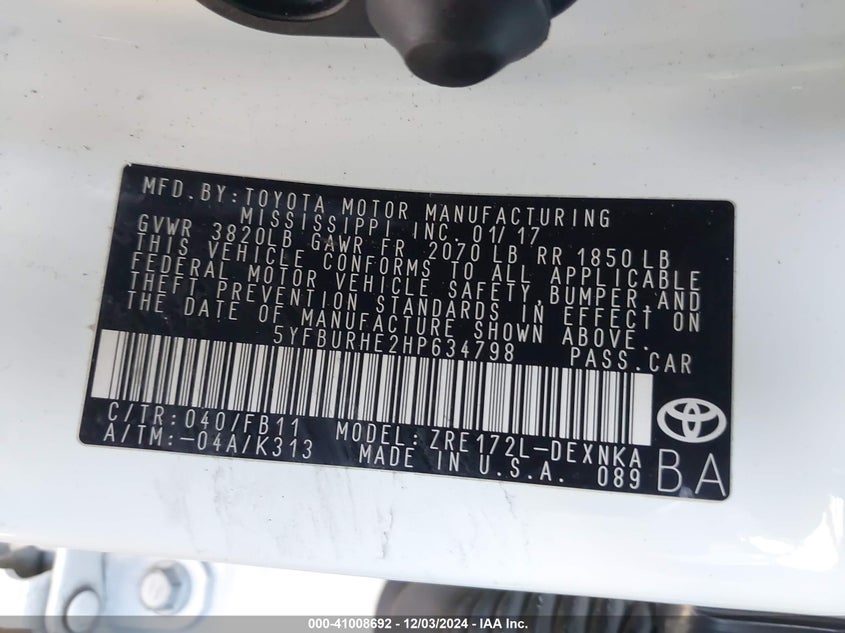 MFD. BY: TOYOTA MOTOR MANUFACTURING
MISSISSIPPI INC. 01/17
GVWR 3820LB GAWR FR 2070 LB RR 1850 LB
THIS VEHICLE CONFORMS TO ALL APPLICABLE
FEDERAL MOTOR VEHICLE SAFETY, BUMPER, AND
THEFT PREVENTION STANDARDS IN EFFECT ON
THE DATE OF MANUFACTURE SHOWN ABOVE.
5YFBURHE2HP634798 PASS. CAR
C/TR: 040/FB11 MODEL: ZRE172L-DEXNKA
A/TM: -04A/K313 MADE IN U.S.A. 089 BA
000-41008692 - 12/03/2024 - IAA Inc.